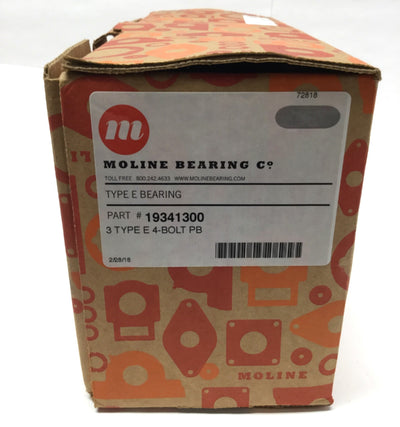 72818
m
MOLINE BEARING Cº
TOLL FREE 800.242.4633 WWW.MOLINEBEARING.COM
TYPE E BEARING
PART # 19341300
3 TYPE E 4-BOLT PB
2/28/18
MOLINE